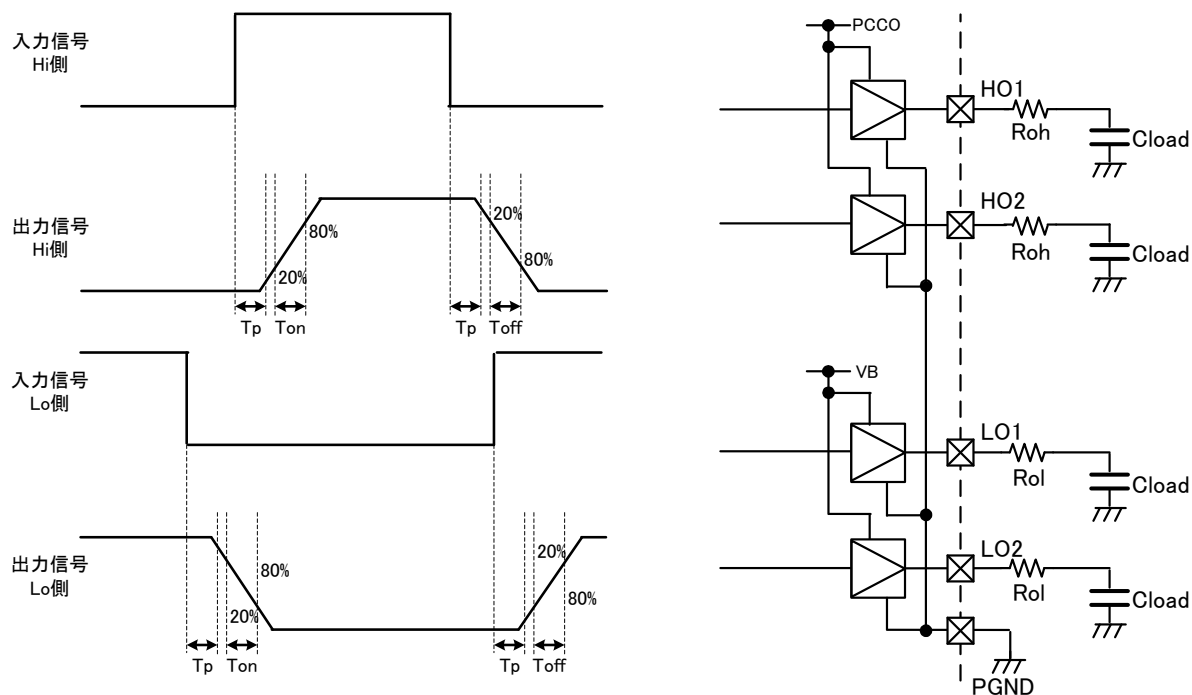 入力信号
Hi側
出力信号
Hi側
20%
80%
20%
80%
Tp
Ton
Tp
Toff
入力信号
Lo側
出力信号
Lo側
80%
20%
20%
80%
Tp
Ton
Tp
Toff
PCCO
HO1
Roh
Cload
HO2
Roh
Cload
VB
LO1
Rol
Cload
LO2
Rol
Cload
PGND